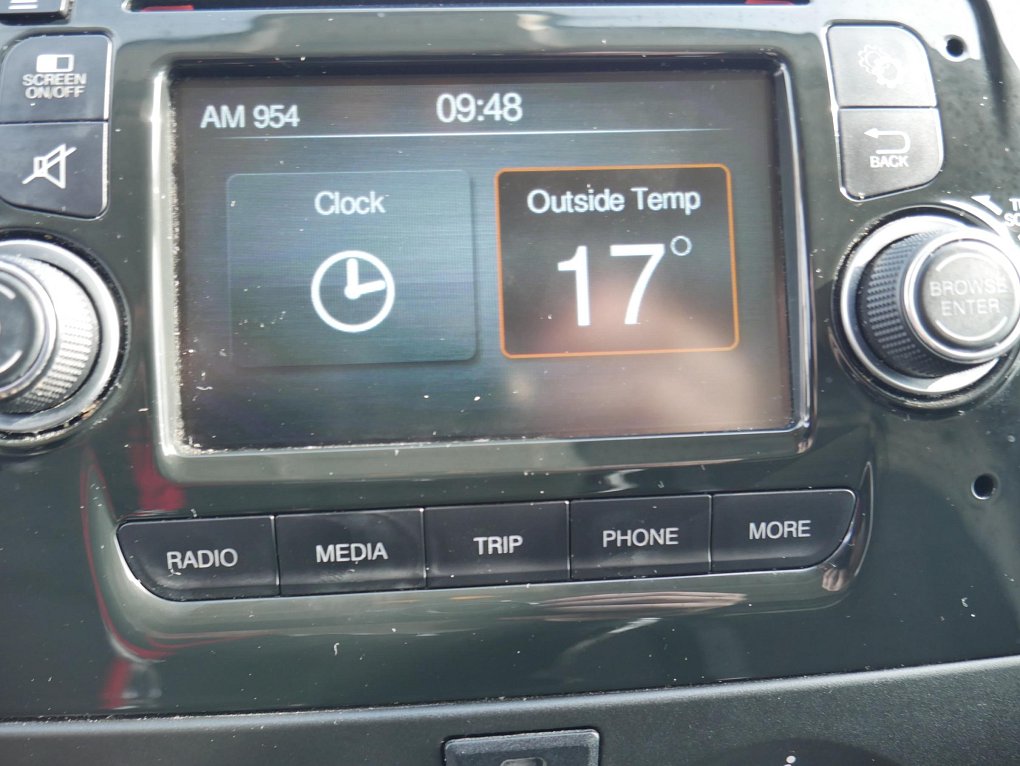 SCREEN
ON/OFF
AM 954
09:48
BACK
Clock
Outside Temp
17°
BROWSE
ENTER
RADIO
MEDIA
TRIP
PHONE
MORE